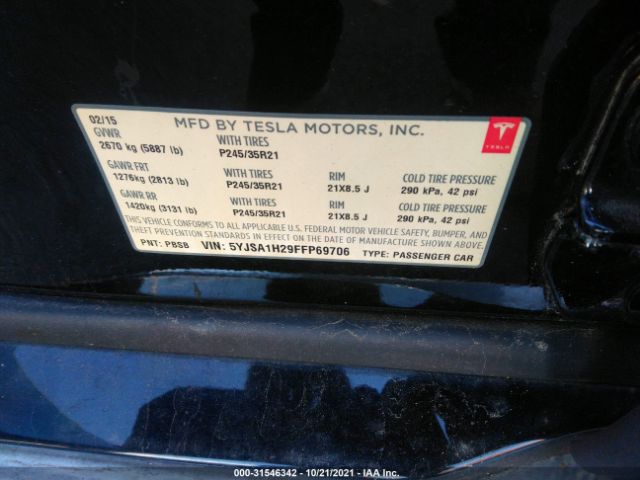 02/15 MFD BY TESLA MOTORS, INC.
TESLA
GVWR WITH TIRES
2670 kg (5887 lb) P245/35R21
GAWR FRT WITH TIRES RIM COLD TIRE PRESSURE
1276kg (2813 lb) P245/35R21 21X8.5 J 290 kPa, 42 psi
GAWR RR WITH TIRES RIM COLD TIRE PRESSURE
1420kg (3131 lb) P245/35R21 21X8.5 J 290 kPa, 42 psi
THIS VEHICLE CONFORMS TO ALL APPLICABLE U.S. FEDERAL MOTOR VEHICLE SAFETY, BUMPER, AND
THEFT PREVENTION STANDARDS IN EFFECT ON THE DATE OF MANUFACTURE SHOWN ABOVE.
PNT: PBSB VIN: 5YJSA1H29FFP69706 TYPE: PASSENGER CAR
000-31546342 - 10/21/2021 - IAA Inc.